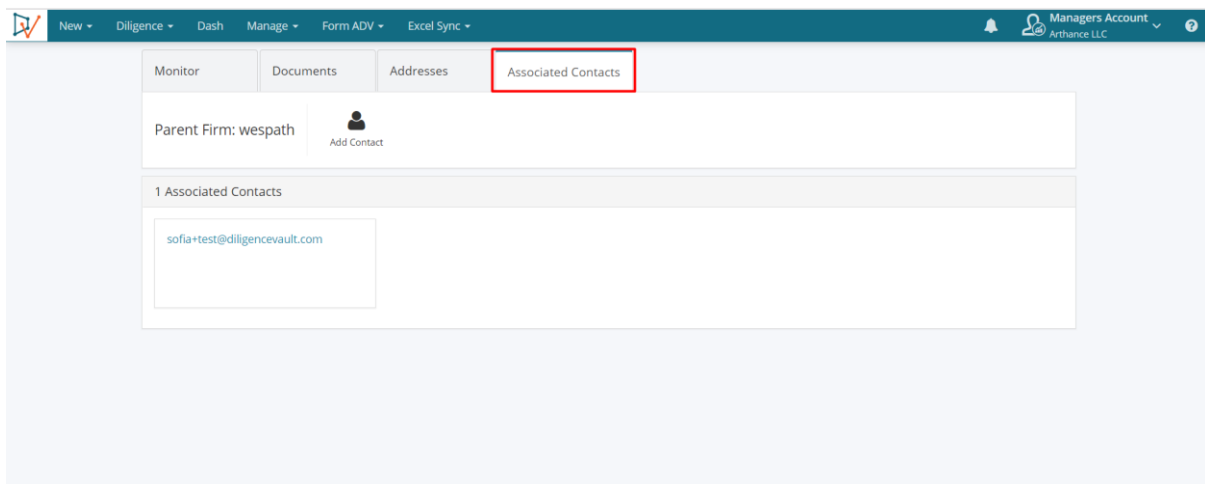 New Diligence Dash Manage Form ADV Excel Sync Managers Account
Arthance LLC
Monitor Documents Addresses Associated Contacts
Parent Firm: wespath
Add Contact
1 Associated Contacts
sofia+test@diligencevault.com